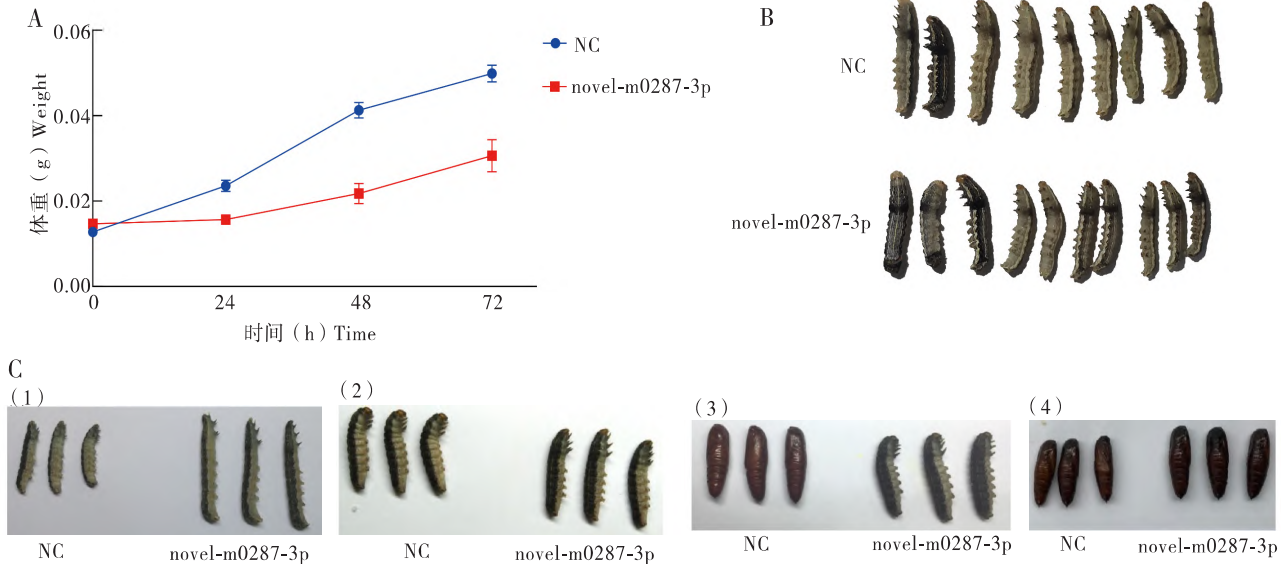 A
0.06
0.04
0.02
0.00
体重（g）Weight
0
24
48
72
时间（h）Time
NC
novel-m0287-3p
B
NC
novel-m0287-3p
C
（1）
NC
novel-m0287-3p
（2）
NC
novel-m0287-3p
（3）
NC
novel-m0287-3p
（4）
NC
novel-m0287-3p